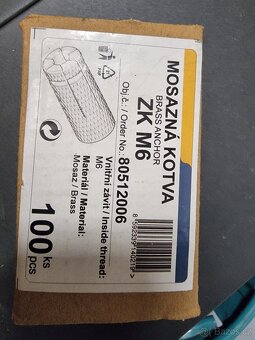 MOSAZNÁ KOTVA
BRASS ANCHOR
ZK M6
Obj.č.: / Order No.: 80512006
Vnitřní závit / Inside thread:
M6
Materiál / Material:
Mosaz / Brass
100 ks
pcs